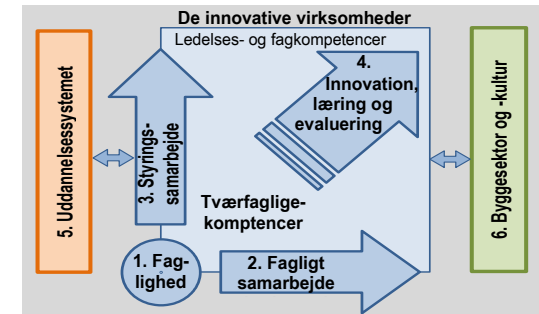 De innovative virksomheder
Ledelses- og fagkompetencer
5. Uddannelsessystemet
3. Styrings-
samarbejde
4.
Innovation,
læring og
evaluering
6. Byggesektor og -kultur
Tværfaglige-
komptencer
1. Fag-
lighed
2. Fagligt
samarbejde